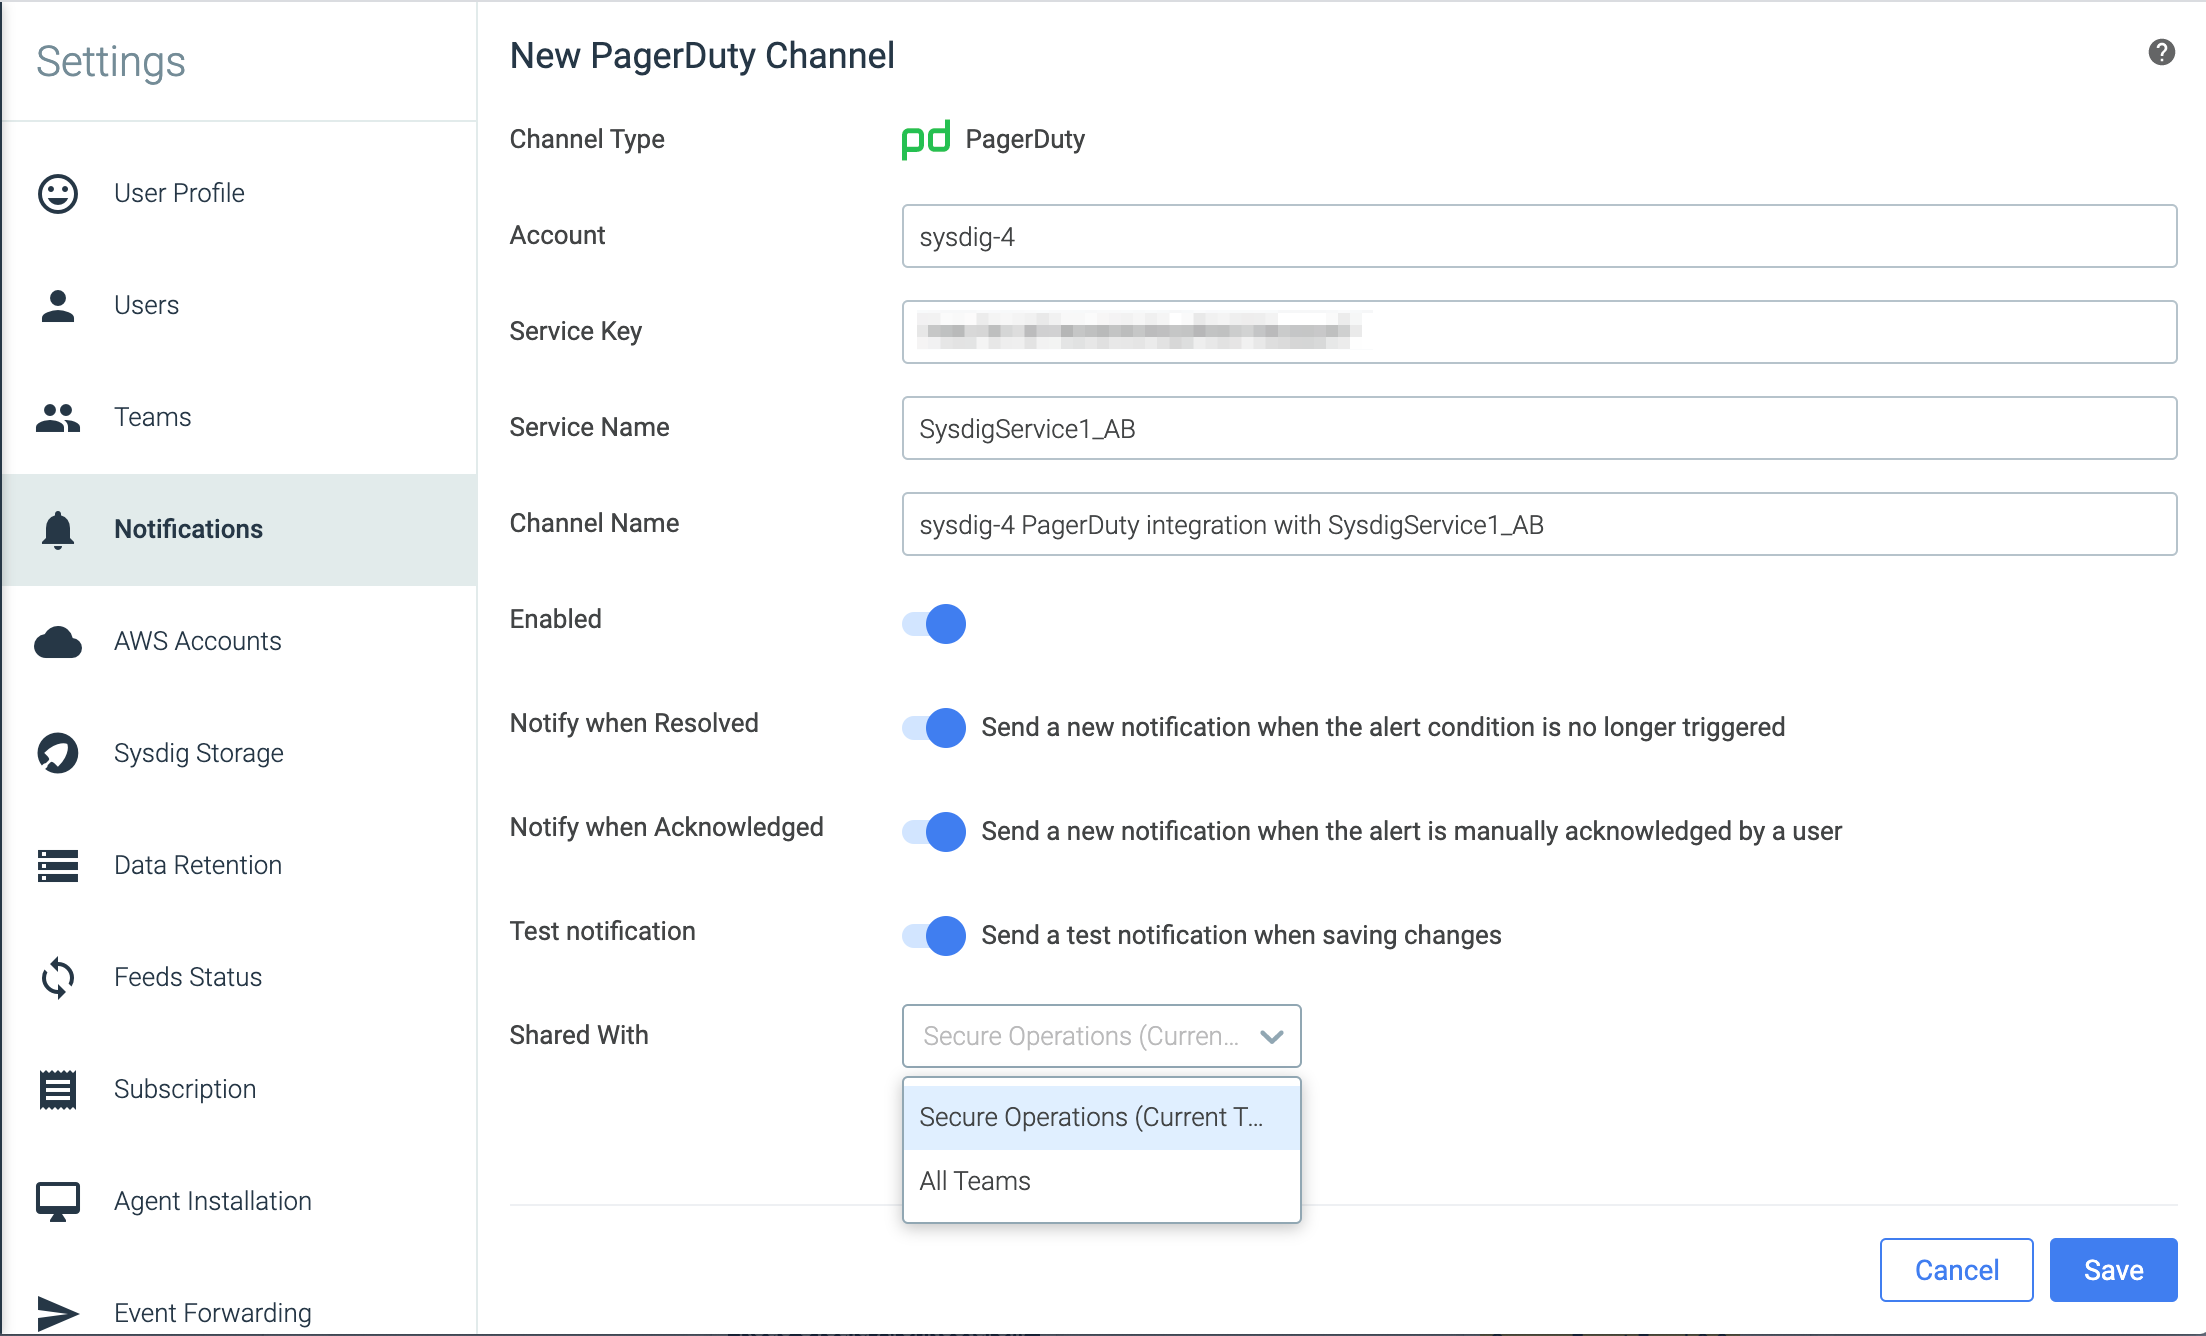 Settings
User Profile
Users
Teams
Notifications
AWS Accounts
Sysdig Storage
Data Retention
Feeds Status
Subscription
Agent Installation
Event Forwarding
New PagerDuty Channel
?
Channel Type
pd PagerDuty
Account
sysdig-4
Service Key
Service Name
SysdigService1_AB
Channel Name
sysdig-4 PagerDuty integration with SysdigService1_AB
Enabled
Notify when Resolved
Send a new notification when the alert condition is no longer triggered
Notify when Acknowledged
Send a new notification when the alert is manually acknowledged by a user
Test notification
Send a test notification when saving changes
Shared With
Secure Operations (Curren...
Secure Operations (Current T...
All Teams
Cancel
Save